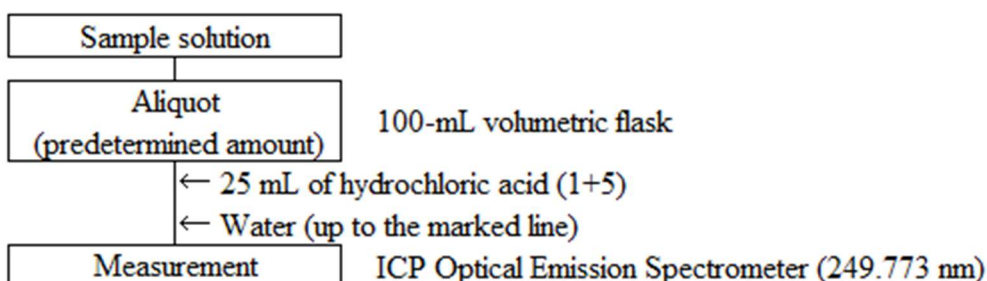 Sample solution
Aliquot
(predetermined amount)
100-mL volumetric flask
← 25 mL of hydrochloric acid (1+5)
← Water (up to the marked line)
Measurement
ICP Optical Emission Spectrometer (249.773 nm)